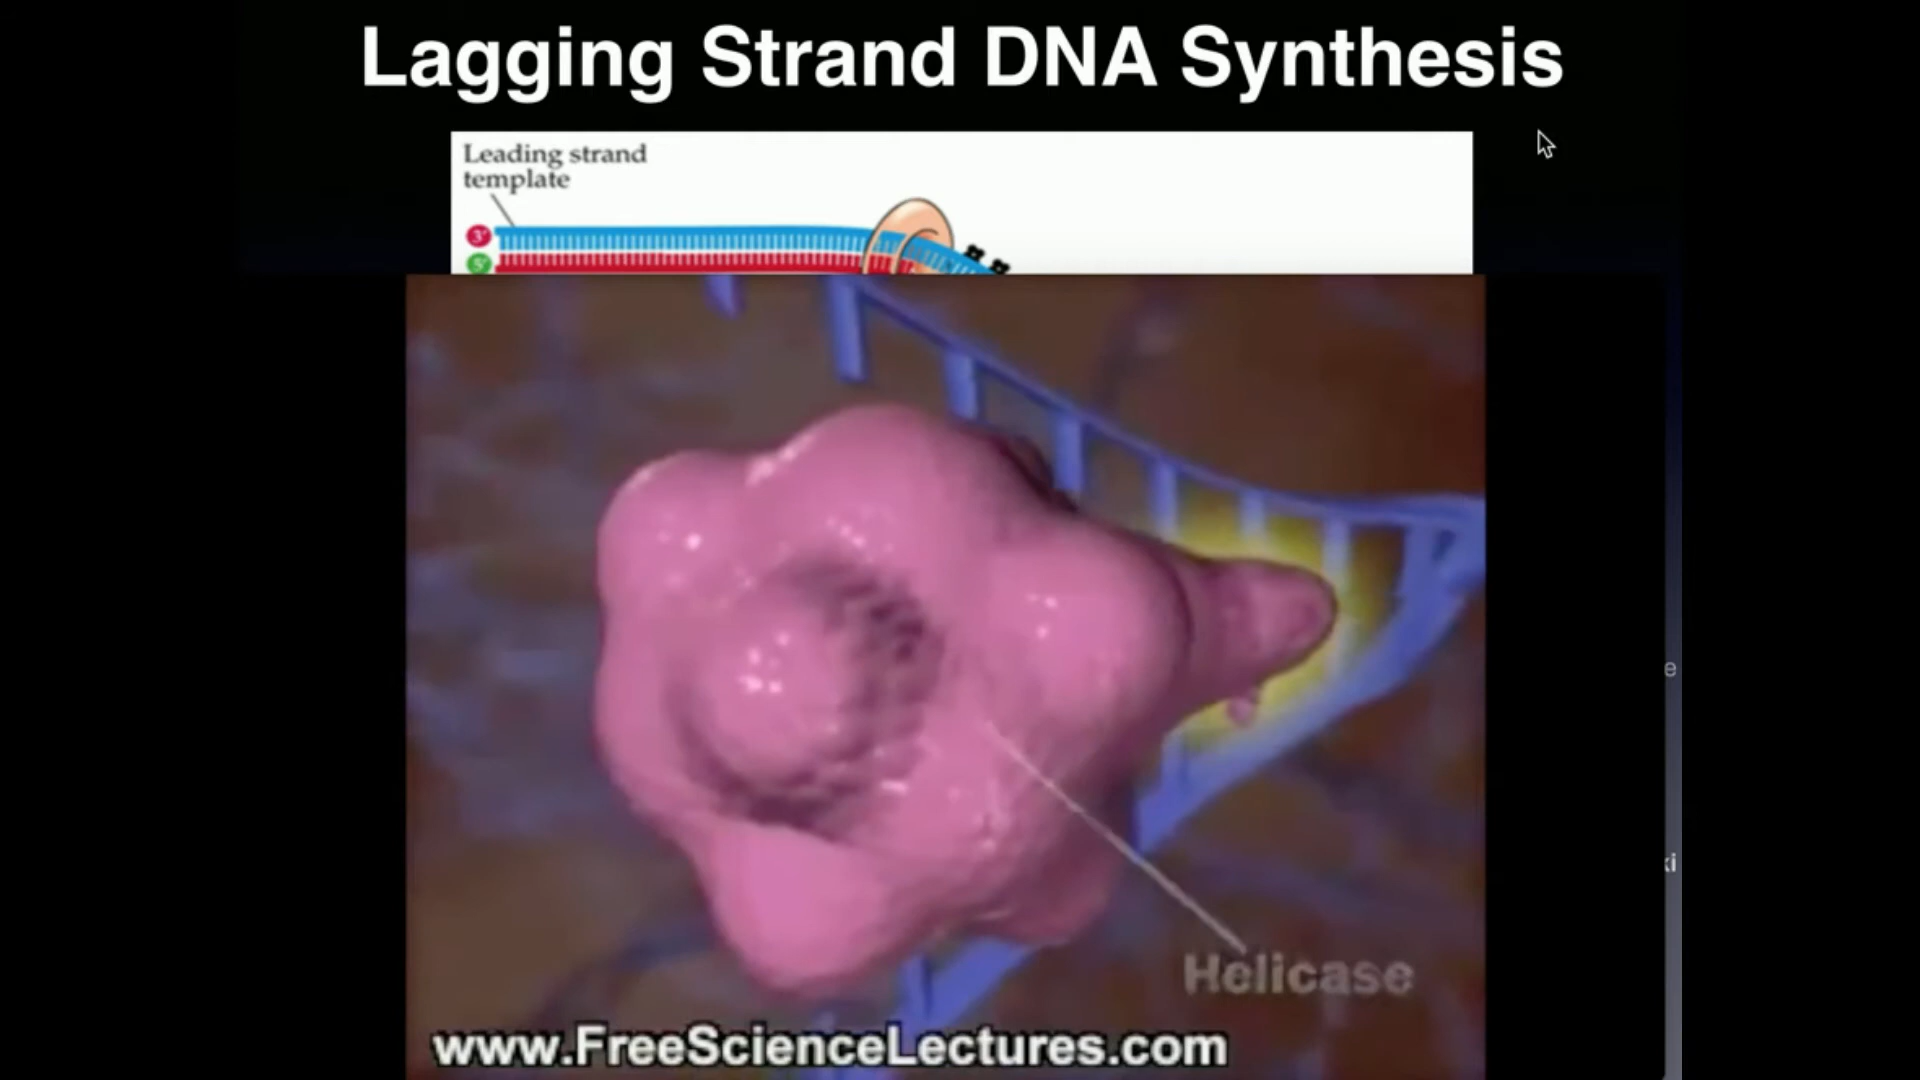 Lagging Strand DNA Synthesis
Leading strand
template
3'
5'
e
Helicase
www.FreeScienceLectures.com